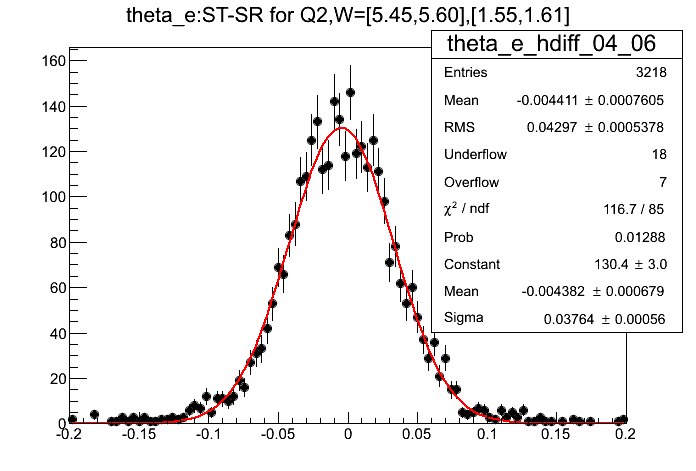 theta_e:ST-SR for Q2,W=[5.45,5.60],[1.55,1.61]
theta_e_hdiff_04_06
Entries 3218
Mean -0.004411 ± 0.0007605
RMS 0.04297 ± 0.0005378
Underflow 18
Overflow 7
χ² / ndf 116.7 / 85
Prob 0.01288
Constant 130.4 ± 3.0
Mean -0.004382 ± 0.000679
Sigma 0.03764 ± 0.00056
160
140
120
100
80
60
40
20
0
-0.2 -0.15 -0.1 -0.05 0 0.05 0.1 0.15 0.2